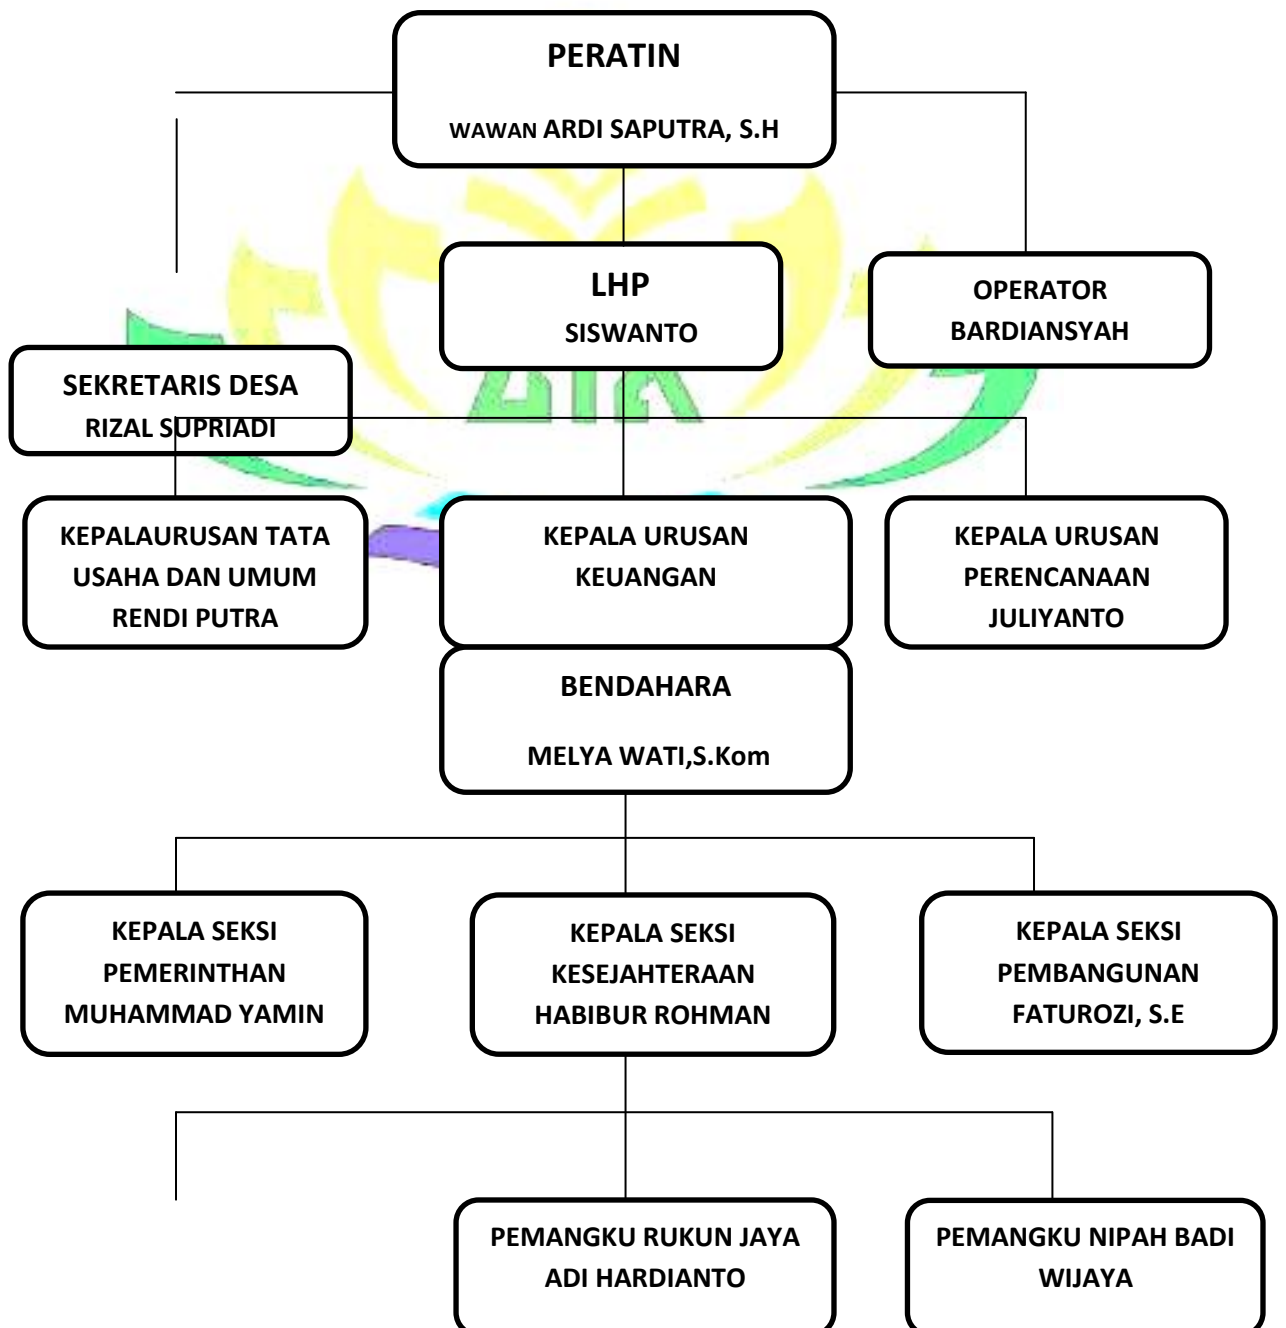 PERATIN
WAWAN ARDI SAPUTRA, S.H
LHP
SISWANTO
OPERATOR
BARDIANSYAH
SEKRETARIS DESA
RIZAL SUPRIADI
KEPALAURUSAN TATA
USAHA DAN UMUM
RENDI PUTRA
KEPALA URUSAN
KEUANGAN
KEPALA URUSAN
PERENCANAAN
JULIYANTO
BENDAHARA
MELYA WATI,S.Kom
KEPALA SEKSI
PEMERINTHAN
MUHAMMAD YAMIN
KEPALA SEKSI
KESEJAHTERAAN
HABIBUR ROHMAN
KEPALA SEKSI
PEMBANGUNAN
FATUROZI, S.E
PEMANGKU RUKUN JAYA
ADI HARDIANTO
PEMANGKU NIPAH BADI
WIJAYA